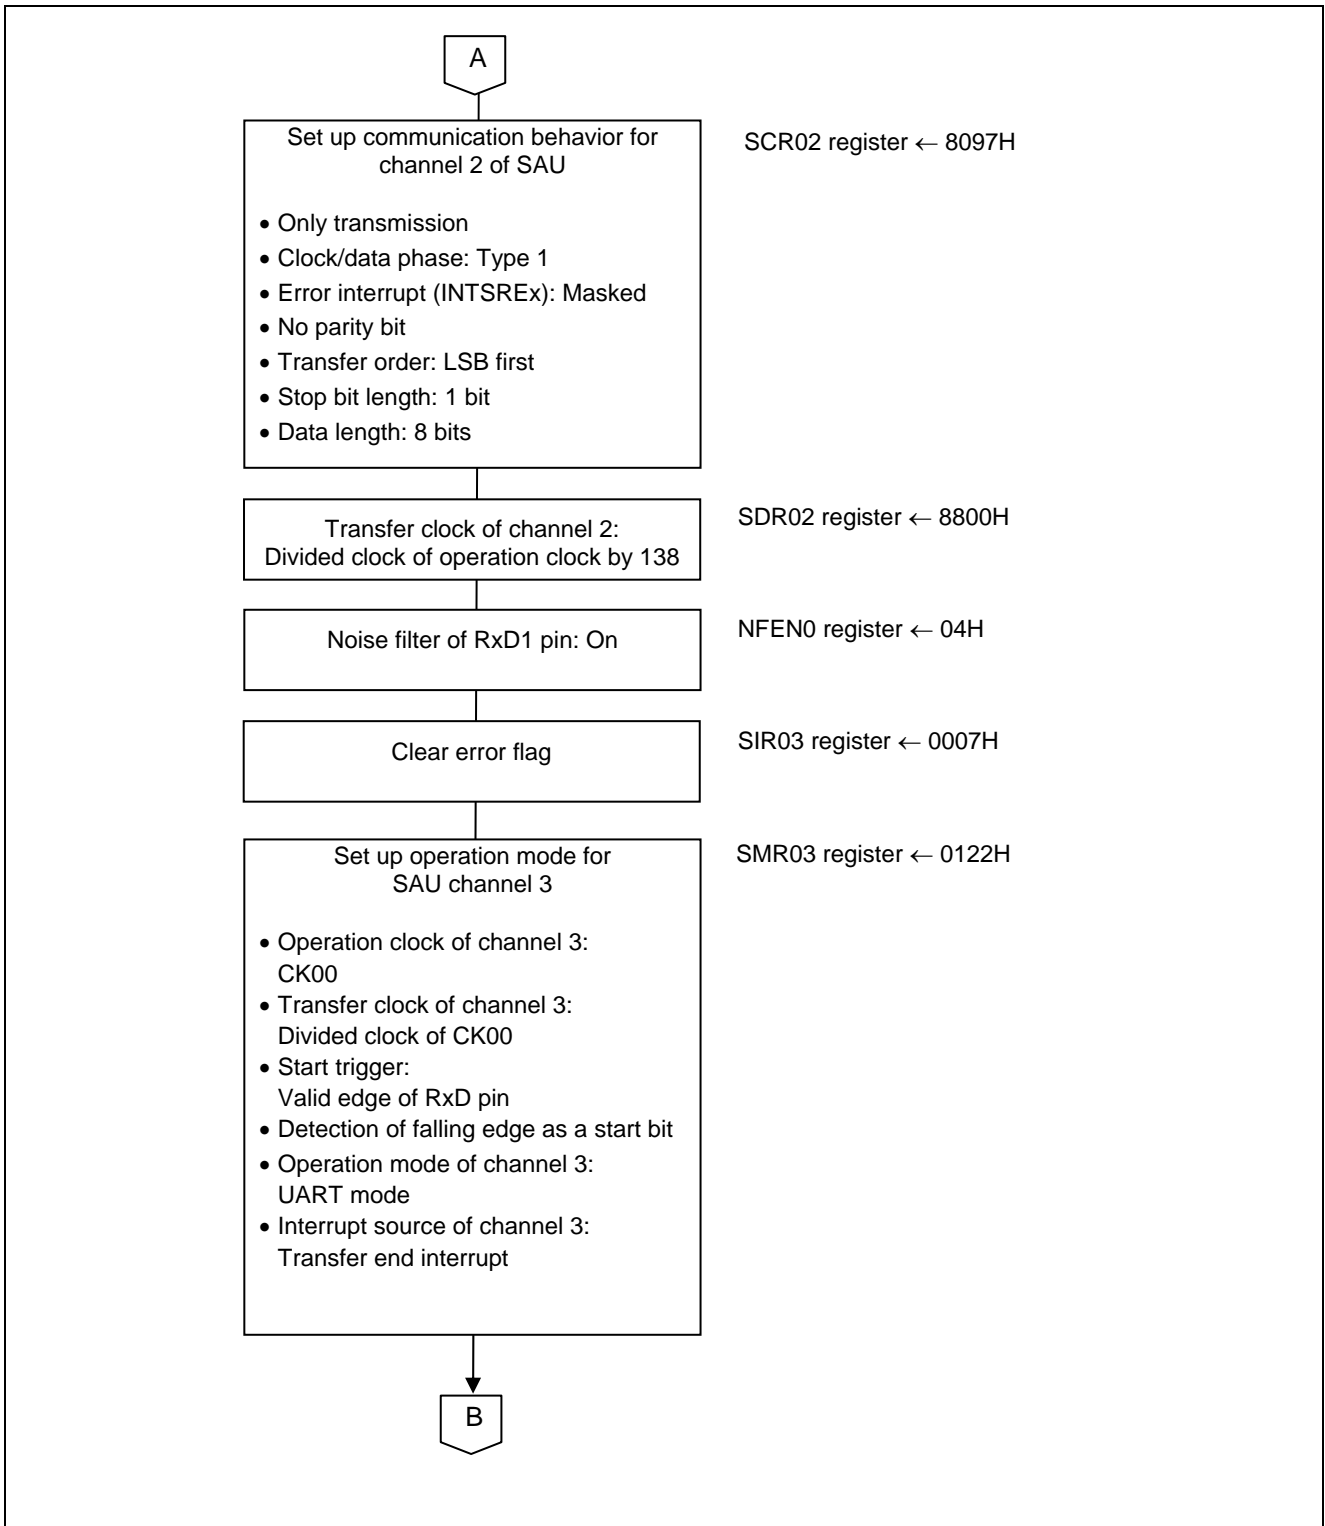 A
Set up communication behavior for
channel 2 of SAU
SCR02 register ← 8097H
• Only transmission
• Clock/data phase: Type 1
• Error interrupt (INTSREx): Masked
• No parity bit
• Transfer order: LSB first
• Stop bit length: 1 bit
• Data length: 8 bits
Transfer clock of channel 2:
Divided clock of operation clock by 138
SDR02 register ← 8800H
Noise filter of RxD1 pin: On
NFEN0 register ← 04H
Clear error flag
SIR03 register ← 0007H
Set up operation mode for
SAU channel 3
SMR03 register ← 0122H
• Operation clock of channel 3:
CK00
• Transfer clock of channel 3:
Divided clock of CK00
• Start trigger:
Valid edge of RxD pin
• Detection of falling edge as a start bit
• Operation mode of channel 3:
UART mode
• Interrupt source of channel 3:
Transfer end interrupt
B